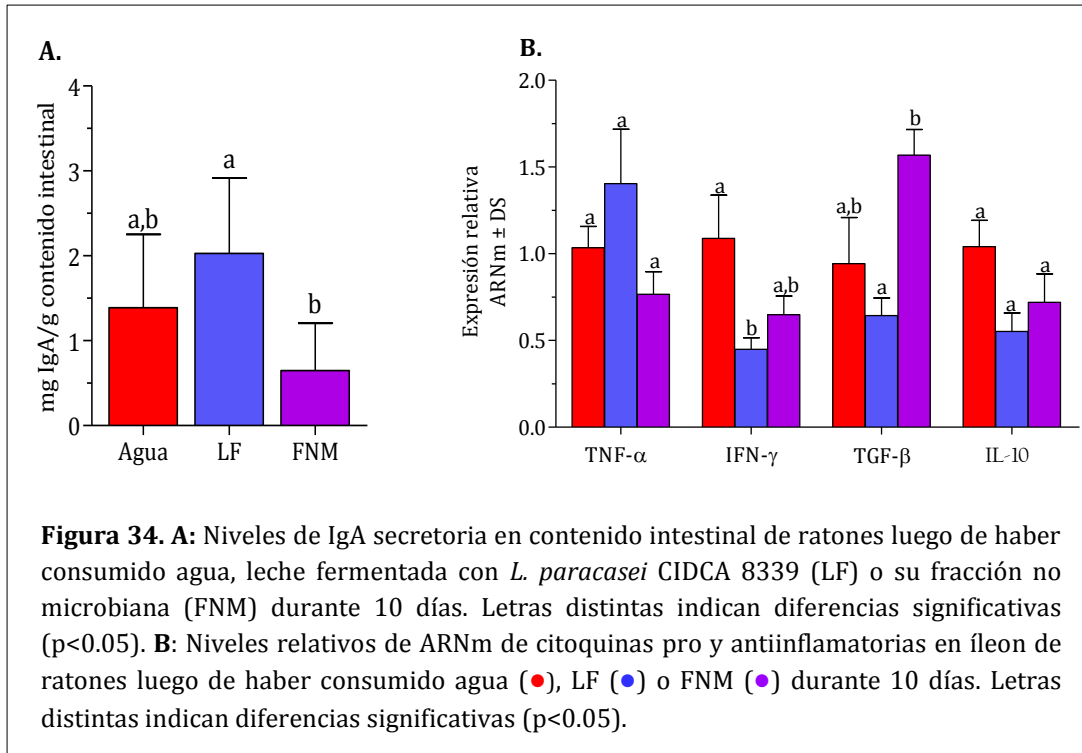 A.
4
3
2
1
0
mg IgA/g contenido intestinal
a,b
a
b
Agua
LF
FNM
B.
2.0
1.5
1.0
0.5
0.0
Expresión relativa
ARNm ± DS
a
a
a
a
b
a,b
a,b
a
b
a
a
a
TNF-α
IFN-γ
TGF-β
IL-10
Figura 34. A: Niveles de IgA secretoria en contenido intestinal de ratones luego de haber
consumido agua, leche fermentada con L. paracasei CIDCA 8339 (LF) o su fracción no
microbiana (FNM) durante 10 días. Letras distintas indican diferencias significativas
(p<0.05). B: Niveles relativos de ARNm de citoquinas pro y antiinflamatorias en íleon de
ratones luego de haber consumido agua (●), LF (●) o FNM (●) durante 10 días. Letras
distintas indican diferencias significativas (p<0.05).